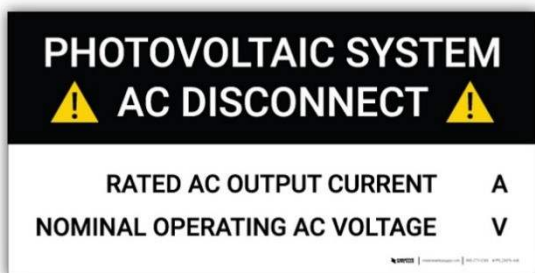 PHOTOVOLTAIC SYSTEM
AC DISCONNECT
RATED AC OUTPUT CURRENT A
NOMINAL OPERATING AC VOLTAGE V